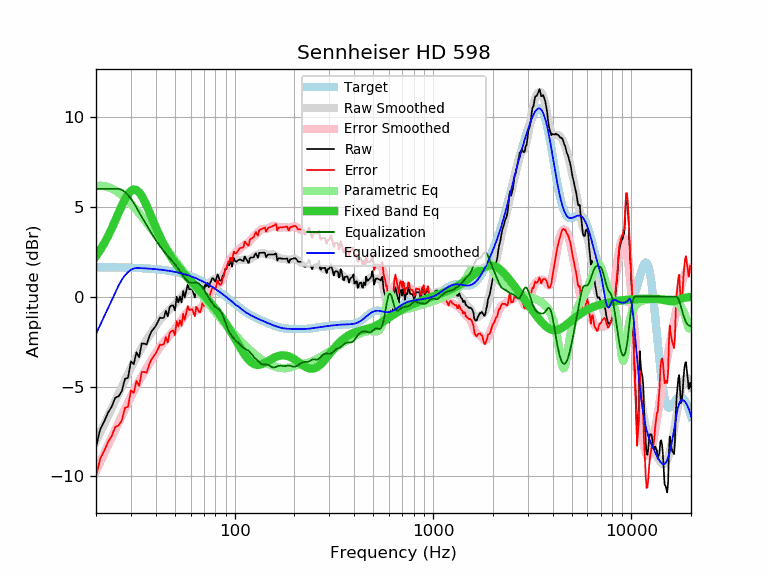 Sennheiser HD 598
Target
Raw Smoothed
Error Smoothed
Raw
Error
Parametric Eq
Fixed Band Eq
Equalization
Equalized smoothed
10
5
0
−5
−10
Amplitude (dBr)
100
1000
10000
Frequency (Hz)